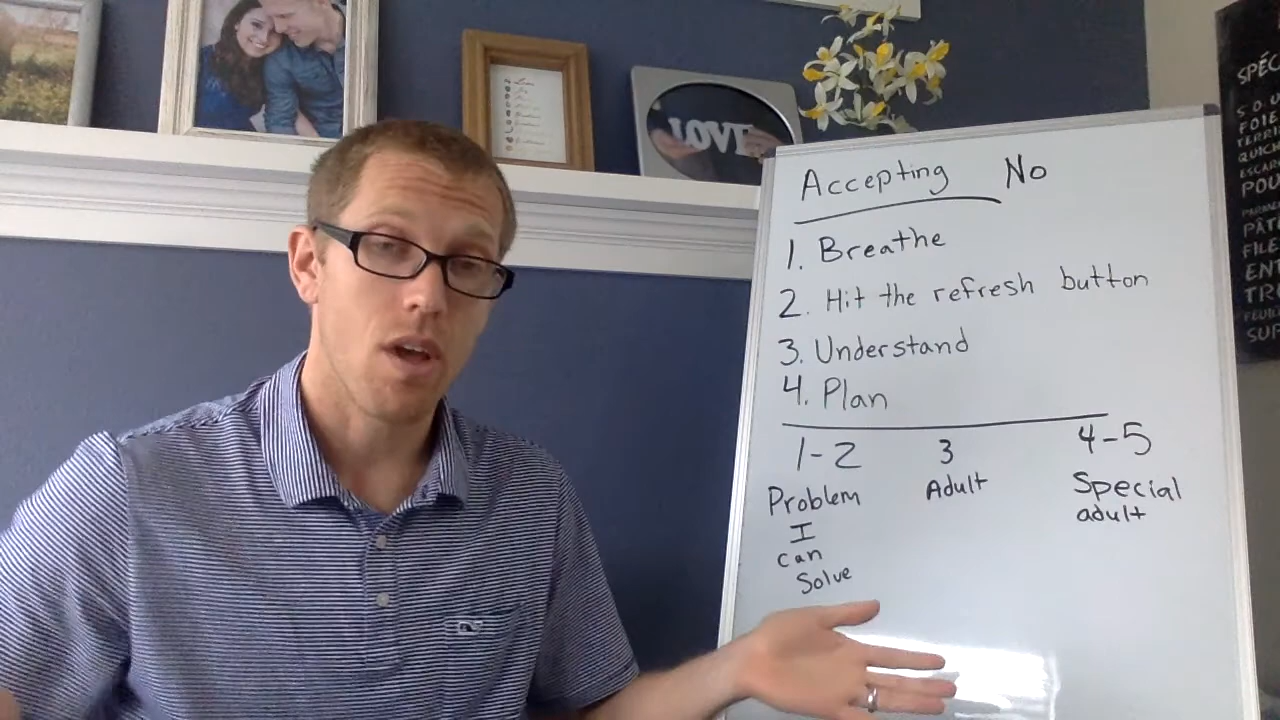 LOVE
Accepting No
1. Breathe
2. Hit the refresh button
3. Understand
4. Plan
1-2 3 4-5
Problem Adult Special
I adult
can
Solve
FOIE